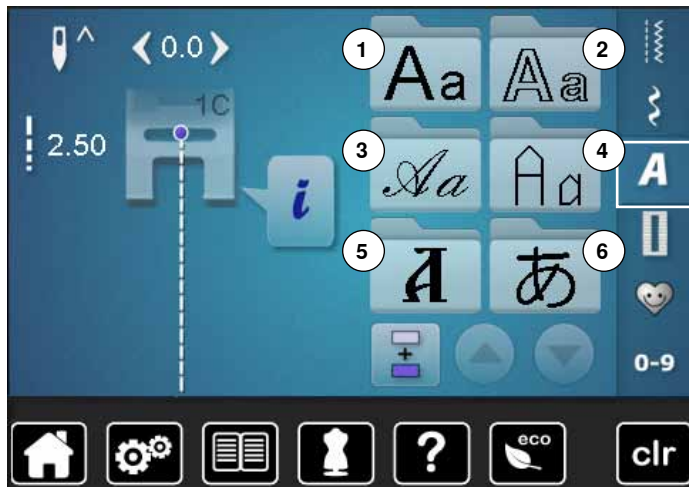 0.0
1C
2.50
i
1 Aa
2 Aa
3 Aa
4 Aa
5 Я
6 あ
A
+
0-9
?
eco
clr